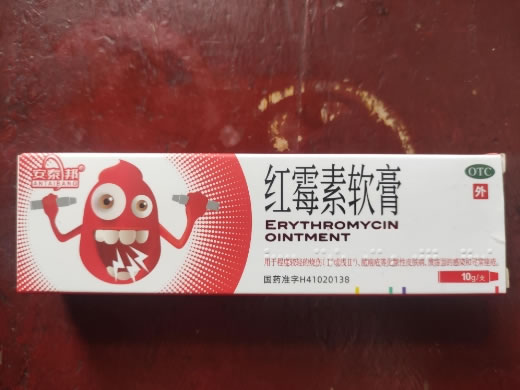 安泰邦
ANTAIBANG
红霉素软膏
ERYTHROMYCIN
OINTMENT
OTC
外
国药准字H41020138
10g/支